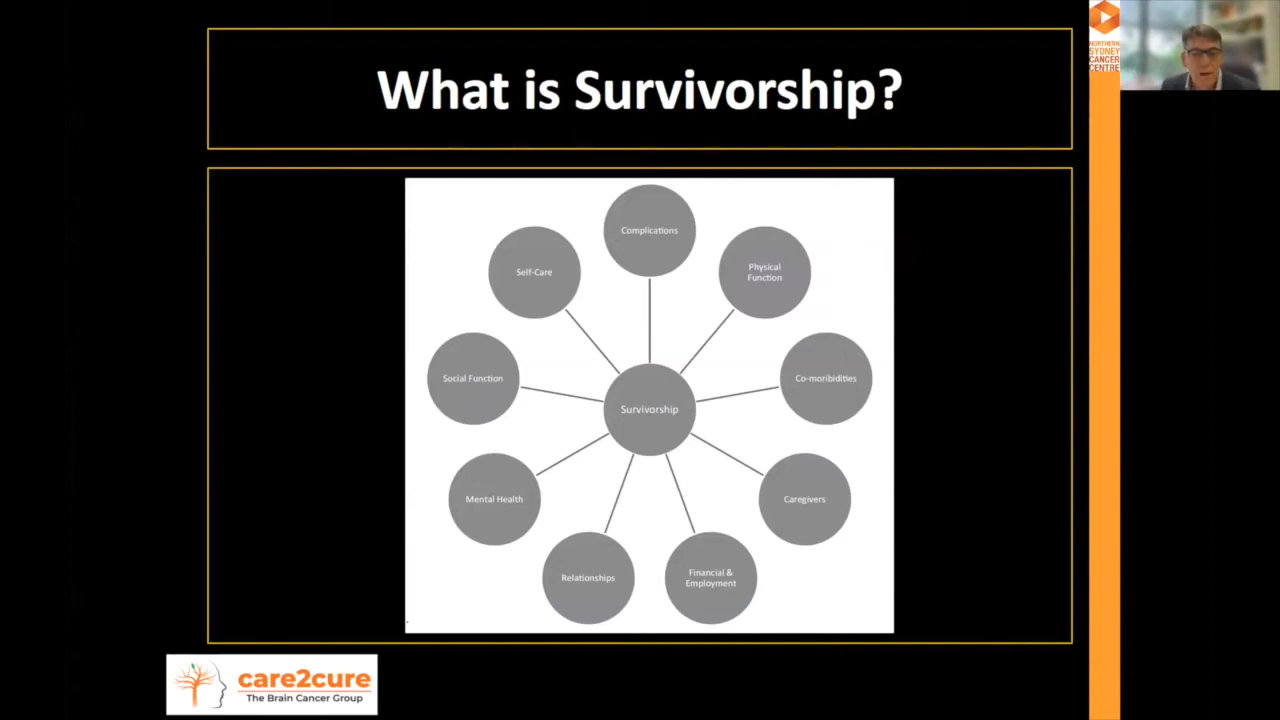 What is Survivorship?
NORTHERN
SYDNEY
CANCER
CENTRE
Complications
Physical
Function
Self-Care
Social Function
Co-moribidities
Survivorship
Mental Health
Caregivers
Relationships
Financial &
Employment
care2cure
The Brain Cancer Group